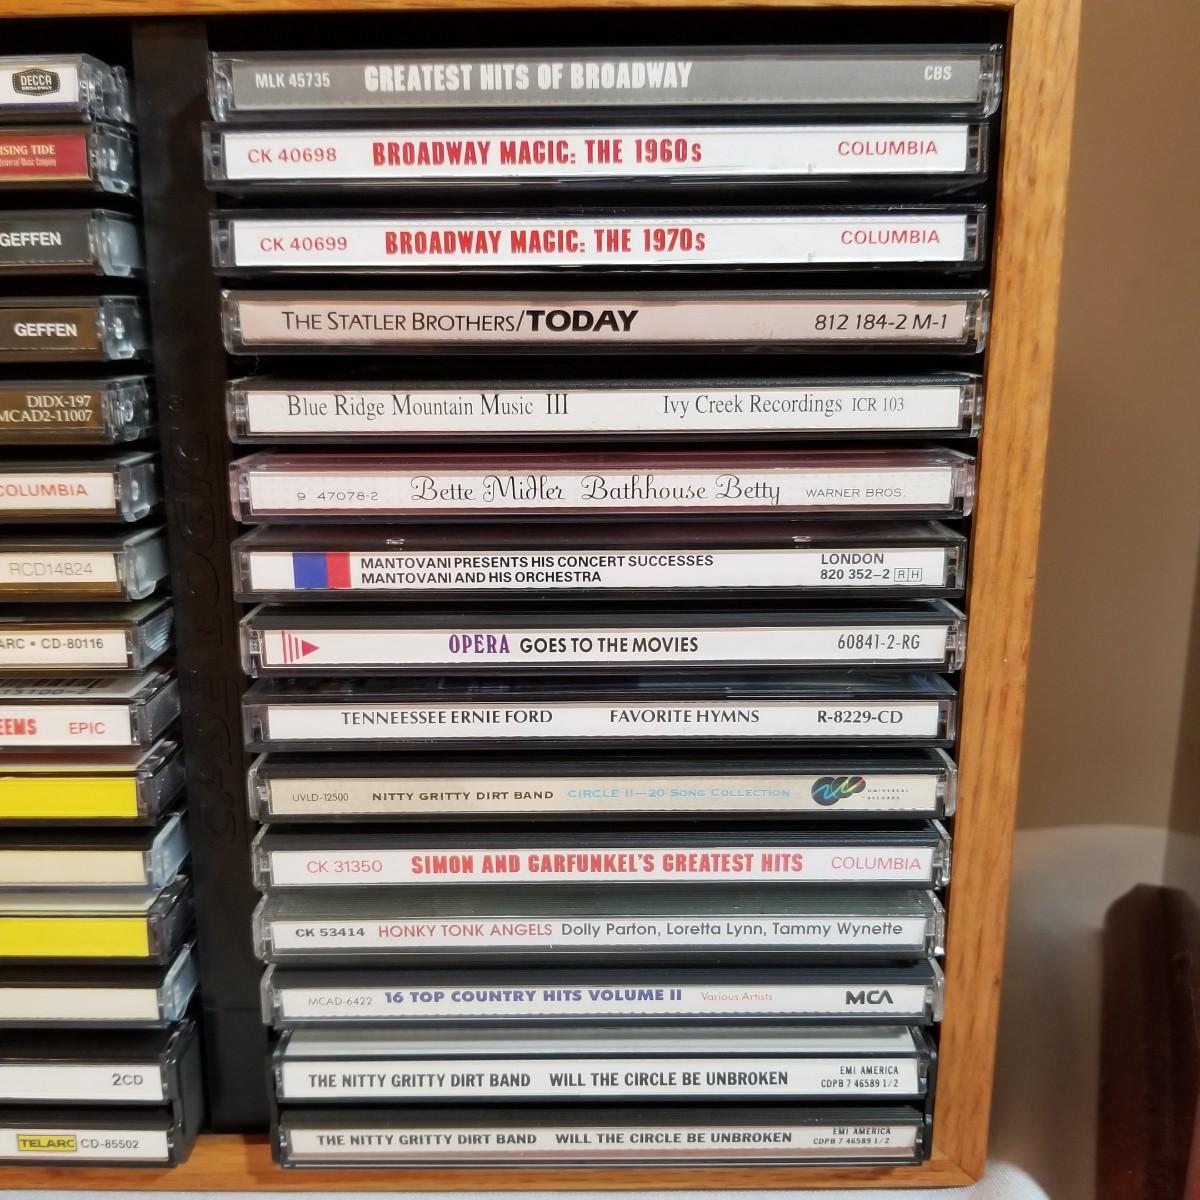 DECCA
BROADWAY
ISING TIDE
Universal Music Company
GEFFEN
GEFFEN
DIDX-197
MCAD2-11007
COLUMBIA
RCD14824
ARC • CD-80116
EEMS EPIC
2CD
TELARC CD-85502
CASE LOGIC
MLK 45735 GREATEST HITS OF BROADWAY CBS
CK 40698 BROADWAY MAGIC: THE 1960s COLUMBIA
CK 40699 BROADWAY MAGIC: THE 1970s COLUMBIA
THE STATLER BROTHERS/TODAY 812 184-2 M-1
Blue Ridge Mountain Music III Ivy Creek Recordings ICR 103
9 47078-2 Bette Midler Bathhouse Betty WARNER BROS.
MANTOVANI PRESENTS HIS CONCERT SUCCESSES LONDON
MANTOVANI AND HIS ORCHESTRA 820 352-2 RH
OPERA GOES TO THE MOVIES 60841-2-RG
TENNEESSEE ERNIE FORD FAVORITE HYMNS R-8229-CD
UVLD-12500 NITTY GRITTY DIRT BAND CIRCLE II—20 SONG COLLECTION UNIVERSAL RECORDS
CK 31350 SIMON AND GARFUNKEL'S GREATEST HITS COLUMBIA
CK 53414 HONKY TONK ANGELS Dolly Parton, Loretta Lynn, Tammy Wynette
MCAD-6422 16 TOP COUNTRY HITS VOLUME II Various Artists MCA
THE NITTY GRITTY DIRT BAND WILL THE CIRCLE BE UNBROKEN EMI AMERICA
CDPB 7 46589 1/2
THE NITTY GRITTY DIRT BAND WILL THE CIRCLE BE UNBROKEN EMI AMERICA
CDPB 7 46589 1/2